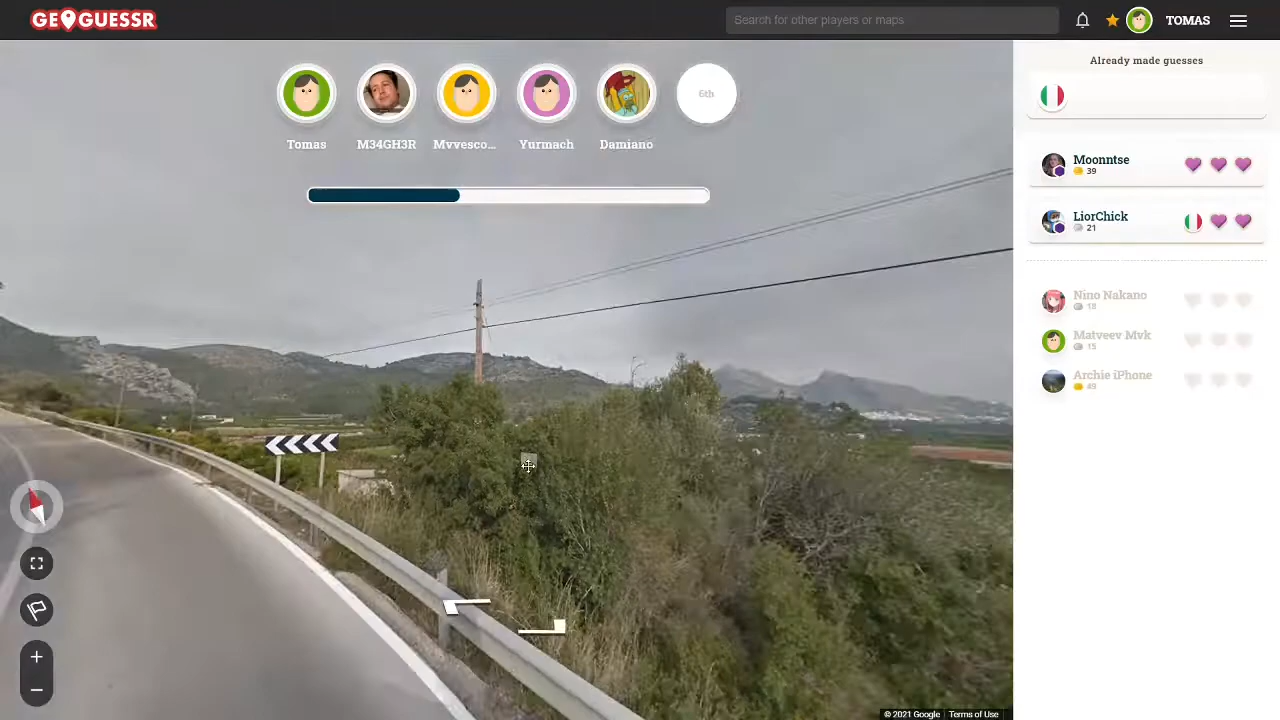 GEOGUESSR
Search for other players or maps
TOMAS
Already made guesses
6th
Tomas
M34GH3R
Mvvesco...
Yurmach
Damiano
Moonntse
39
LiorChick
21
Nino Nakano
18
Matveev Mvk
15
Archie iPhone
49
© 2021 Google
Terms of Use